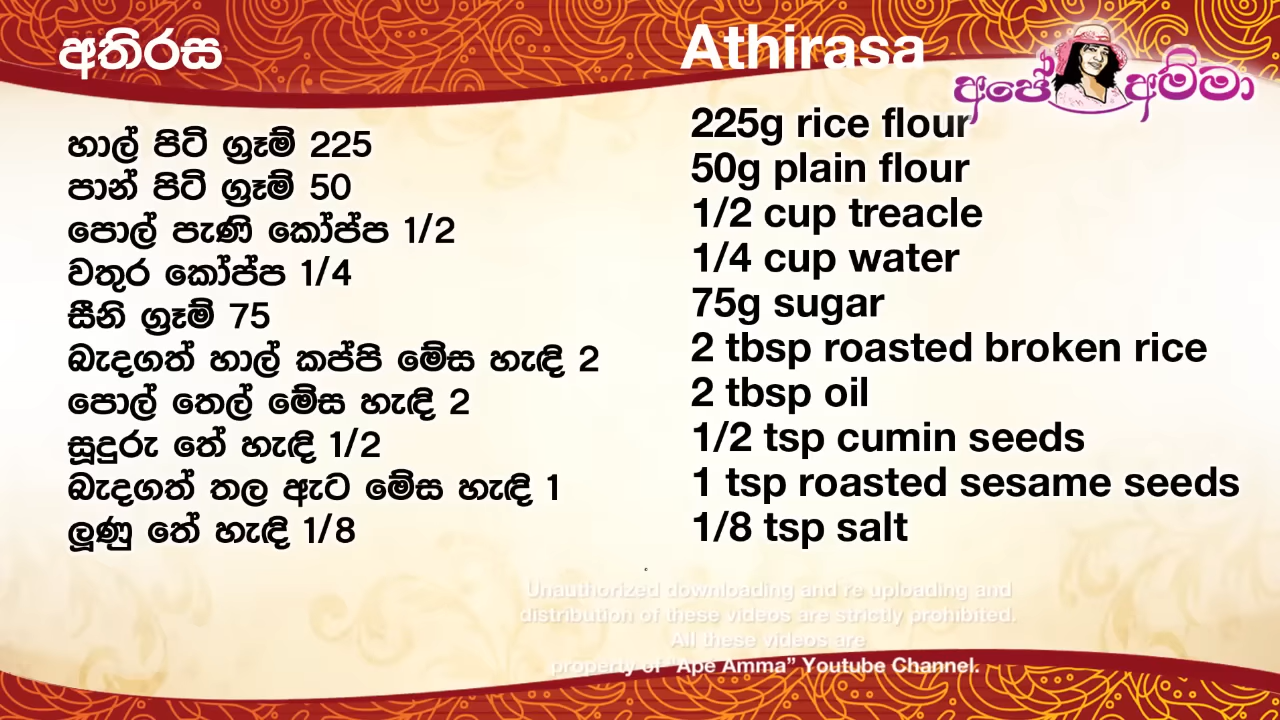 අතිරස
හාල් පිටි ග්‍රෑම් 225
පාන් පිටි ග්‍රෑම් 50
පොල් පැණි කෝප්ප 1/2
වතුර කෝප්ප 1/4
සීනි ග්‍රෑම් 75
බැදගත් හාල් කප්පි මේස හැඳි 2
පොල් තෙල් මේස හැඳි 2
සූදුරු තේ හැඳි 1/2
බැදගත් තල ඇට මේස හැඳි 1
ලූණු තේ හැඳි 1/8
Athirasa
අපේ අම්මා
225g rice flour
50g plain flour
1/2 cup treacle
1/4 cup water
75g sugar
2 tbsp roasted broken rice
2 tbsp oil
1/2 tsp cumin seeds
1 tsp roasted sesame seeds
1/8 tsp salt
Unauthorized downloading and re uploading and
distribution of these videos are strictly prohibited.
All these videos are
property of "Ape Amma" Youtube Channel.